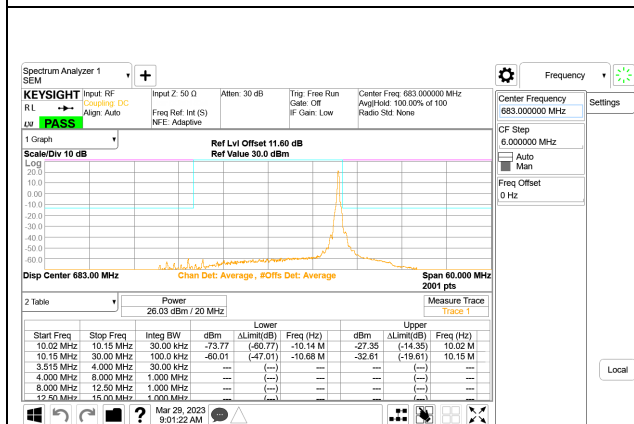 Spectrum Analyzer 1
SEM
Frequency
KEYSIGHT Input: RF Input Z: 50 Ω Atten: 30 dB Trig: Free Run Center Freq: 683.000000 MHz
RL Coupling: DC Gate: Off Avg|Hold: 100.00% of 100
Align: Auto Freq Ref: Int (S) IF Gain: Low Radio Std: None
PASS NFE: Adaptive
Center Frequency
683.000000 MHz
Settings
CF Step
6.000000 MHz
Auto
Man
Freq Offset
0 Hz
Local
1 Graph
Ref Lvl Offset 11.60 dB
Scale/Div 10 dB Ref Value 30.0 dBm
Log
20.0
10.0
0.00
-10.0
-20.0
-30.0
-40.0
-50.0
-60.0
Disp Center 683.00 MHz Chan Det: Average, #Offs Det: Average Span 60.000 MHz
2001 pts
2 Table Power Measure Trace
26.03 dBm / 20 MHz Trace 1
Lower Upper
Start Freq Stop Freq Integ BW dBm ΔLimit(dB) Freq (Hz) dBm ΔLimit(dB) Freq (Hz)
10.02 MHz 10.15 MHz 30.00 kHz -73.77 (-60.77) -10.14 M -27.35 (-14.35) 10.02 M
10.15 MHz 30.00 MHz 100.0 kHz -60.01 (-47.01) -10.68 M -32.61 (-19.61) 10.15 M
3.515 MHz 4.000 MHz 30.00 kHz --- (---) --- --- (---) ---
4.000 MHz 8.000 MHz 1.000 MHz --- (---) --- --- (---) ---
8.000 MHz 12.50 MHz 1.000 MHz --- (---) --- --- (---) ---
12.50 MHz 15.00 MHz 1.000 MHz --- (---) --- --- (---) ---
Mar 29, 2023
9:01:22 AM